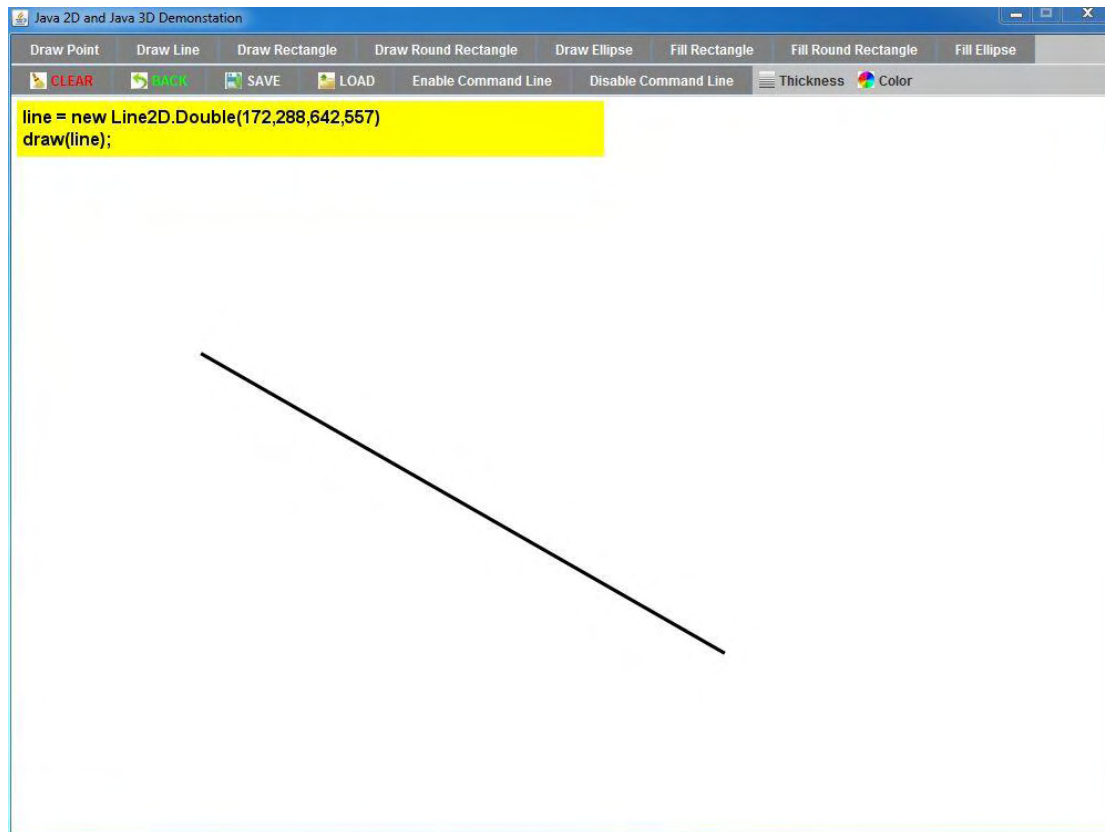 Java 2D and Java 3D Demonstation
Draw Point Draw Line Draw Rectangle Draw Round Rectangle Draw Ellipse Fill Rectangle Fill Round Rectangle Fill Ellipse
CLEAR BACK SAVE LOAD Enable Command Line Disable Command Line Thickness Color
line = new Line2D.Double(172,288,642,557)
draw(line);